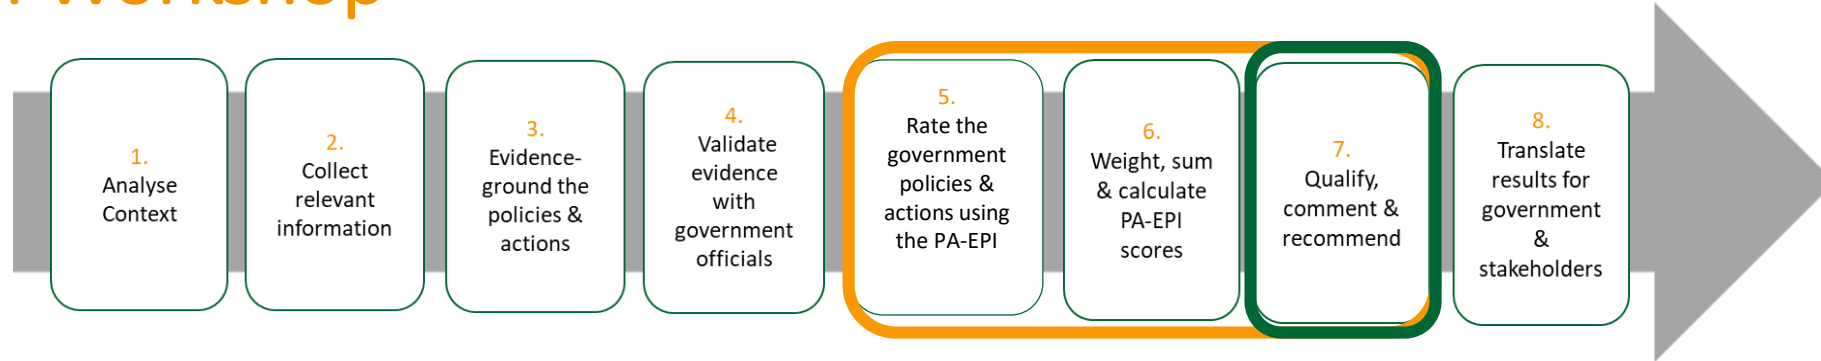 Workshop
1.
Analyse
Context
2.
Collect
relevant
information
3.
Evidence-
ground the
policies &
actions
4.
Validate
evidence
with
government
officials
5.
Rate the
government
policies &
actions using
the PA-EPI
6.
Weight, sum
& calculate
PA-EPI
scores
7.
Qualify,
comment &
recommend
8.
Translate
results for
government
&
stakeholders